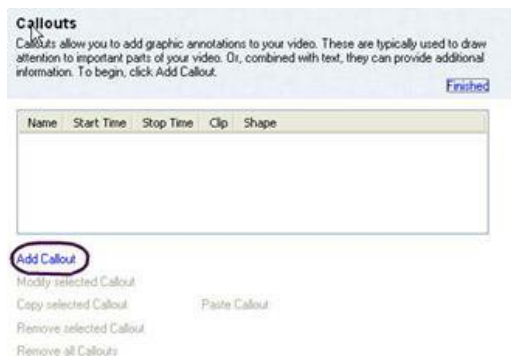 Callouts
Callouts allow you to add graphic annotations to your video. These are typically used to draw
attention to important parts of your video. Or, combined with text, they can provide additional
information. To begin, click Add Callout.
Finished
Name Start Time Stop Time Clip Shape
Add Callout
Modify selected Callout
Copy selected Callout Paste Callout
Remove selected Callout
Remove all Callouts